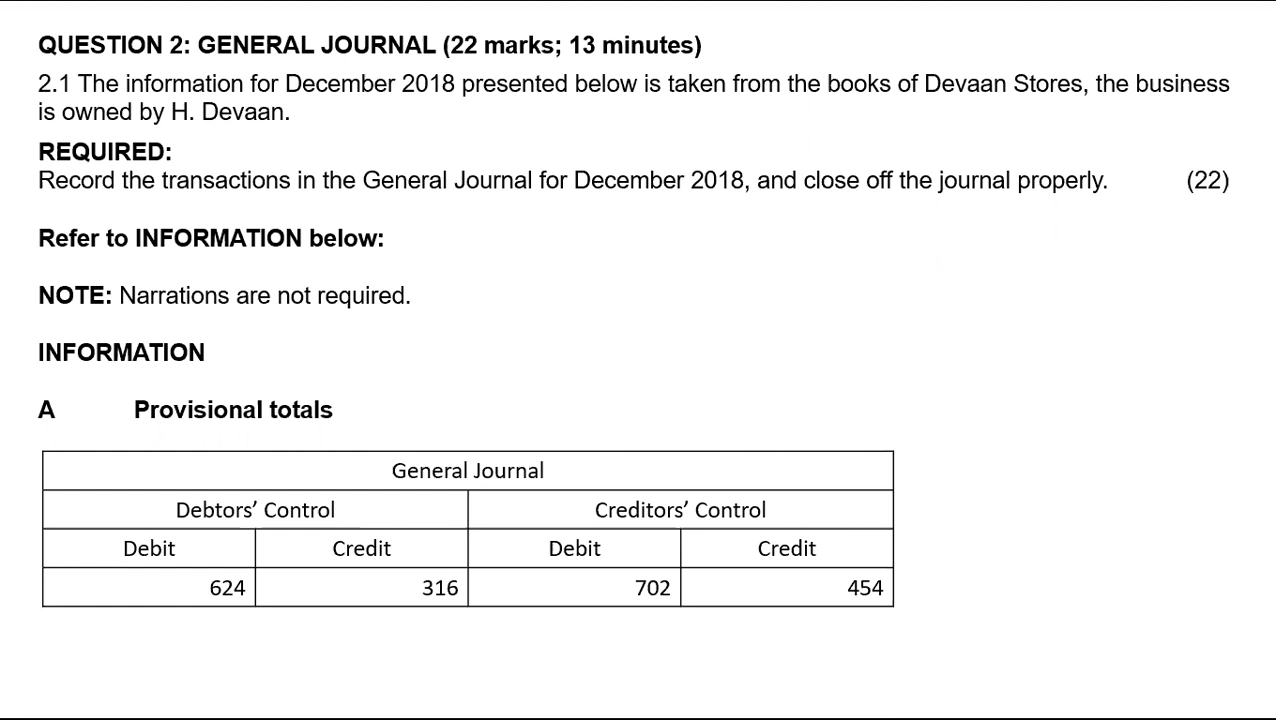 QUESTION 2: GENERAL JOURNAL (22 marks; 13 minutes)
2.1 The information for December 2018 presented below is taken from the books of Devaan Stores, the business
is owned by H. Devaan.
REQUIRED:
Record the transactions in the General Journal for December 2018, and close off the journal properly. (22)
Refer to INFORMATION below:
NOTE: Narrations are not required.
INFORMATION
A Provisional totals
General Journal
Debtors’ Control Creditors’ Control
Debit Credit Debit Credit
624 316 702 454